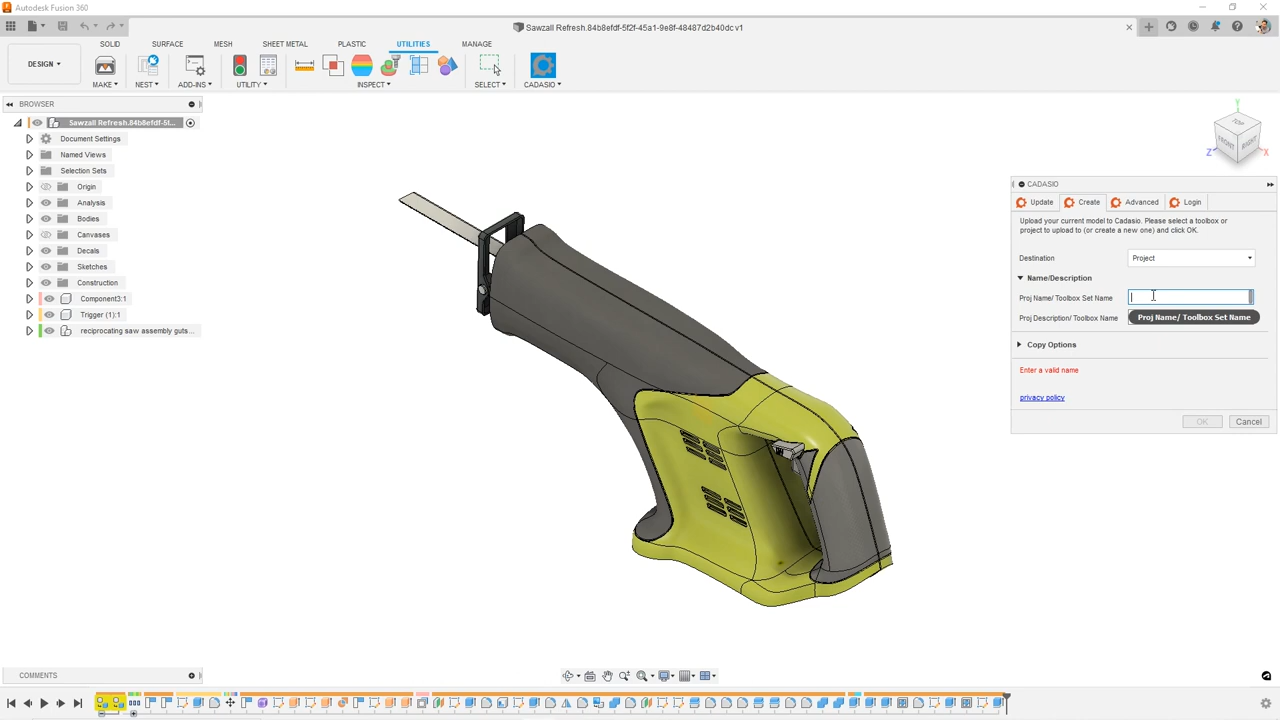 Autodesk Fusion 360
Sawzall Refresh.84b8efdf-5f2f-45a1-9e8f-48487d2b40dc v1
SOLID SURFACE MESH SHEET METAL PLASTIC UTILITIES MANAGE
DESIGN
MAKE NEST ADD-INS UTILITY INSPECT SELECT CADASIO
BROWSER
Sawzall Refresh.84b8efdf-5f...
Document Settings
Named Views
Selection Sets
Origin
Analysis
Bodies
Canvases
Decals
Sketches
Construction
Component3:1
Trigger (1):1
reciprocating saw assembly guts...
TOP
FRONT
RIGHT
Y
Z
X
CADASIO
Update Create Advanced Login
Upload your current model to Cadasio. Please select a toolbox or
project to upload to (or create a new one) and click OK.
Destination Project
Name/Description
Proj Name/ Toolbox Set Name
Proj Description/ Toolbox Name
Proj Name/ Toolbox Set Name
Copy Options
Enter a valid name
privacy policy
OK Cancel
COMMENTS